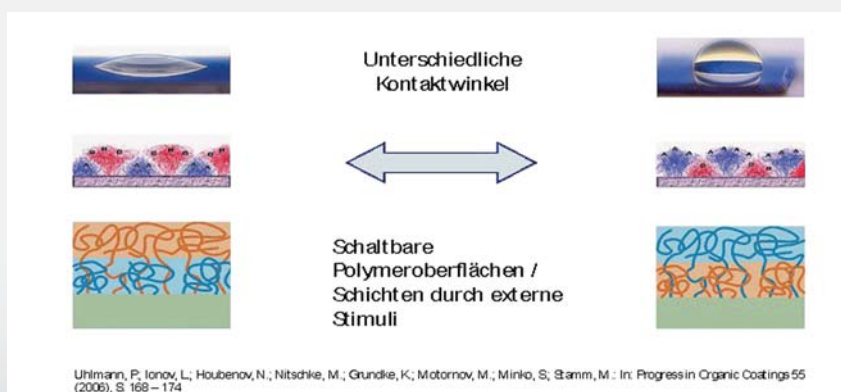 Unterschiedliche
Kontaktwinkel
Schaltbare
Polymeroberflächen /
Schichten durch externe
Stimuli
Uhlmann, P.; Ionov, L.; Houbenov, N.; Nitschke, M.; Grundke, K.; Motornov, M.; Minko, S.; Stamm, M.: In: Progress in Organic Coatings 55
(2006), S. 168 – 174